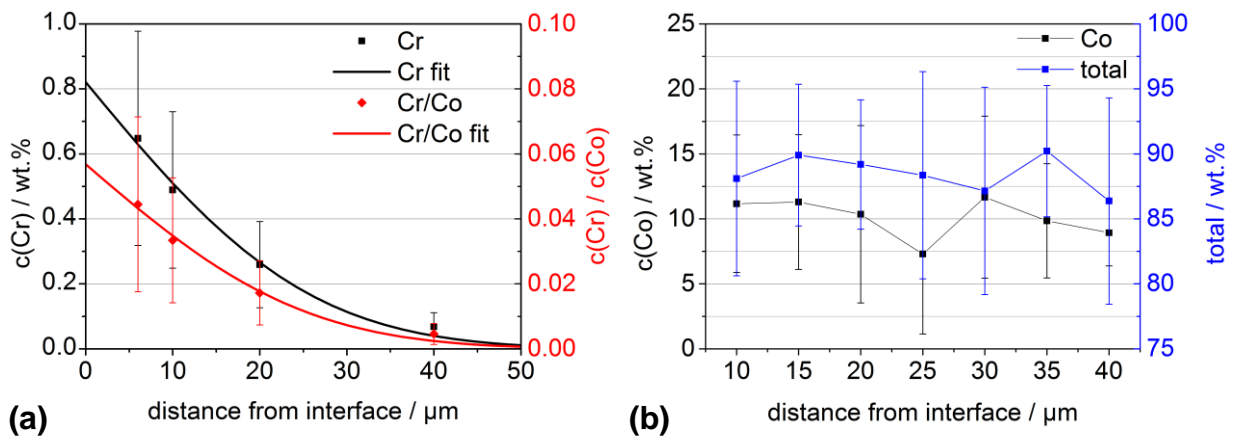 1.0
0.8
0.6
0.4
0.2
0.0
c(Cr) / wt.%
0.10
0.08
0.06
0.04
0.02
0.00
c(Cr) / c(Co)
Cr
Cr fit
Cr/Co
Cr/Co fit
0 10 20 30 40 50
distance from interface / µm
(a)
25
20
15
10
5
0
c(Co) / wt.%
100
95
90
85
80
75
total / wt.%
Co
total
10 15 20 25 30 35 40
distance from interface / µm
(b)